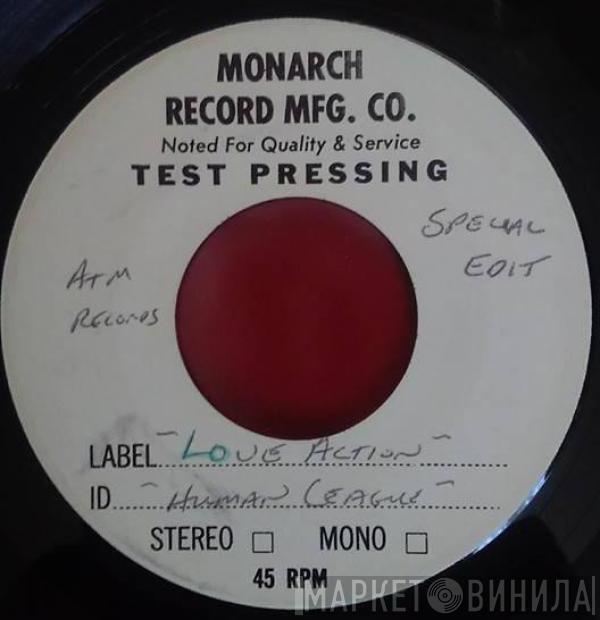 MONARCH
RECORD MFG. CO.
Noted For Quality & Service
TEST PRESSING
SPECIAL
EDIT
ATM
RECORDS
LABEL "LOVE ACTION"
ID "HUMAN LEAGUE"
STEREO □ MONO □
45 RPM
МАРКЕТ ВИНИЛА